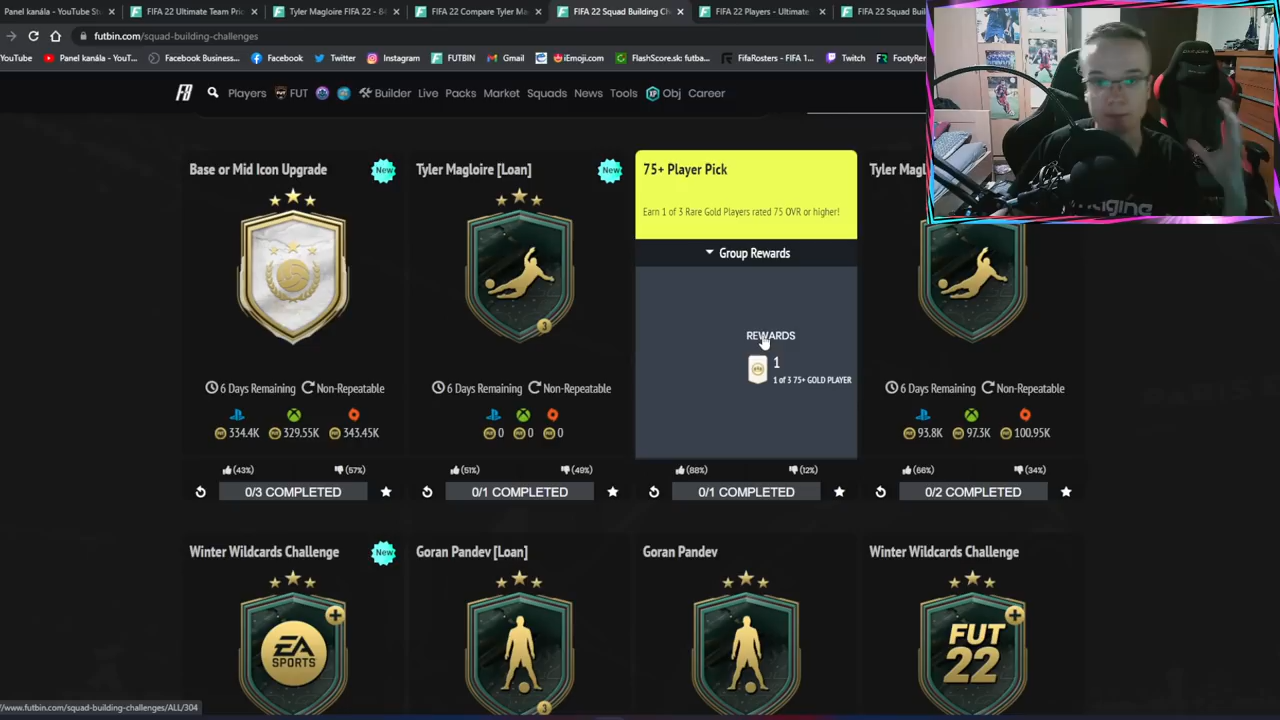 Panel kanála - YouTube Stu
FIFA 22 Ultimate Team Pri
Tyler Magloire FIFA 22 - 84
FIFA 22 Compare Tyler Ma
FIFA 22 Squad Building Ch
FIFA 22 Players - Ultimate
FIFA 22 Squad Buildi
futbin.com/squad-building-challenges
YouTube
Panel kanála - YouT...
Facebook Business...
Facebook
Twitter
Instagram
FUTBIN
Gmail
iEmoji.com
FlashScore.sk: futba...
FifaRosters - FIFA 1...
Twitch
FootyRen
Players
FUT
Builder
Live
Packs
Market
Squads
News
Tools
Obj
Career
Base or Mid Icon Upgrade
New
Tyler Magloire [Loan]
New
75+ Player Pick
Tyler Magl
Earn 1 of 3 Rare Gold Players rated 75 OVR or higher!
Group Rewards
REWARDS
1
1 of 3 75+ GOLD PLAYER
3
6 Days Remaining
Non-Repeatable
6 Days Remaining
Non-Repeatable
6 Days Remaining
Non-Repeatable
334.4K
329.55K
343.45K
0
0
0
93.8K
97.3K
100.95K
(43%)
(57%)
(51%)
(49%)
(88%)
(12%)
(66%)
(34%)
0/3 COMPLETED
0/1 COMPLETED
0/1 COMPLETED
0/2 COMPLETED
Winter Wildcards Challenge
New
Goran Pandev [Loan]
Goran Pandev
Winter Wildcards Challenge
EA
SPORTS
FUT
22
3
//www.futbin.com/squad-building-challenges/ALL/304